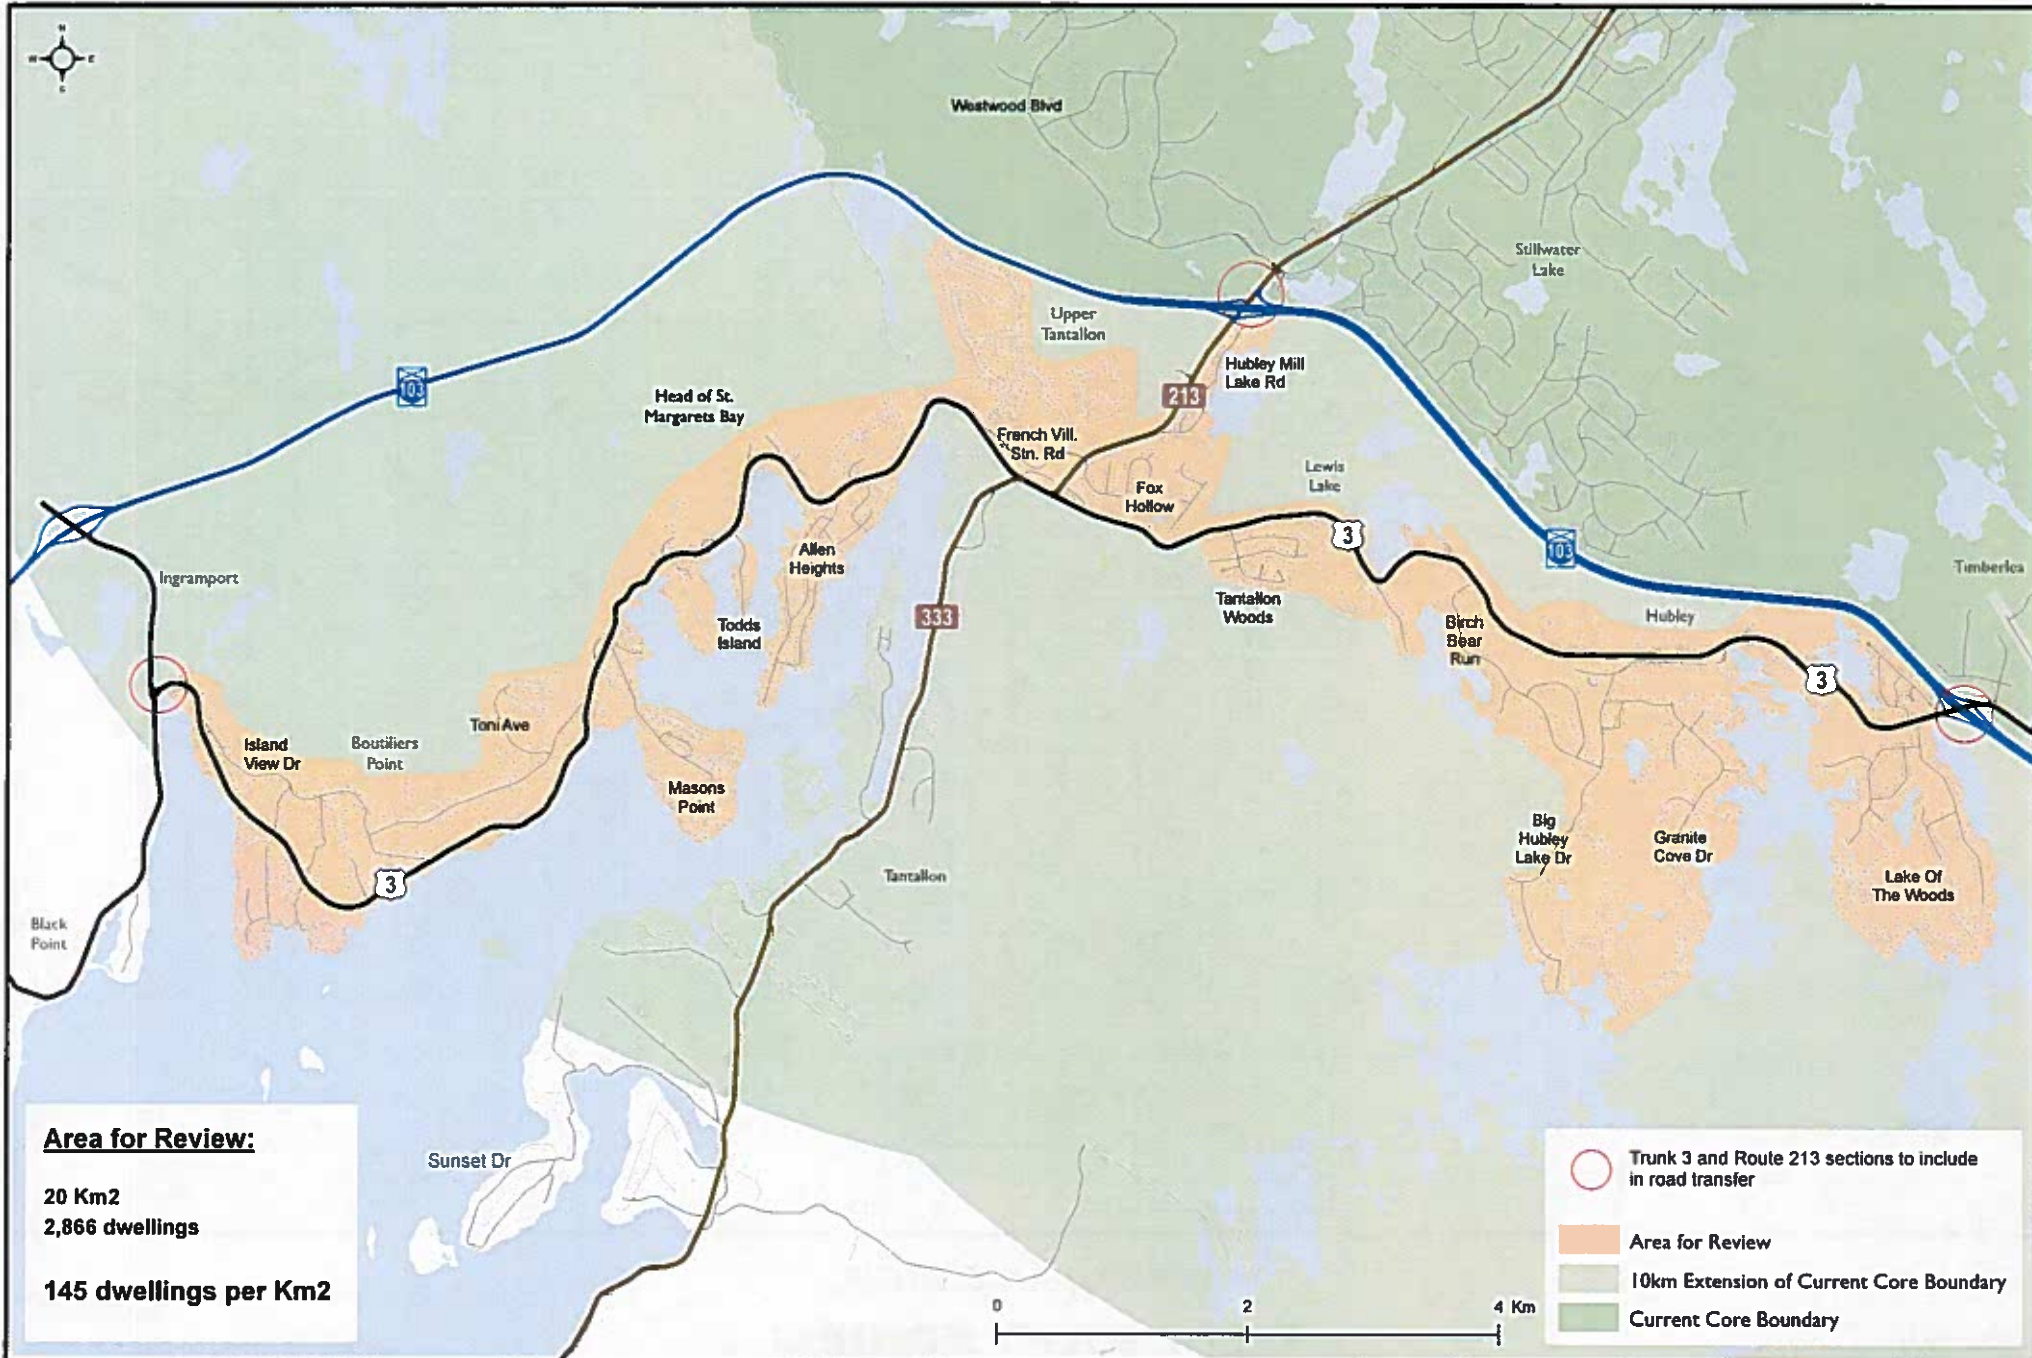 N
W
E
S
Westwood Blvd
Stillwater
Lake
Upper
Tantallon
Hubley Mill
Lake Rd
103
213
Head of St.
Margarets Bay
French Vill.
Stn. Rd
Lewis
Lake
Fox
Hollow
3
103
Allen
Heights
Ingramport
Timberlea
Tantallon
Woods
333
Todds
Island
Birch
Bear
Run
Hubley
3
Toni Ave
Island
View Dr
Boutiliers
Point
Masons
Point
Big
Hubley
Lake Dr
Granite
Cove Dr
Lake Of
The Woods
3
Tantallon
Black
Point
Sunset Dr
Area for Review:
20 Km2
2,866 dwellings
145 dwellings per Km2
0 2 4 Km
Trunk 3 and Route 213 sections to include
in road transfer
Area for Review
10km Extension of Current Core Boundary
Current Core Boundary